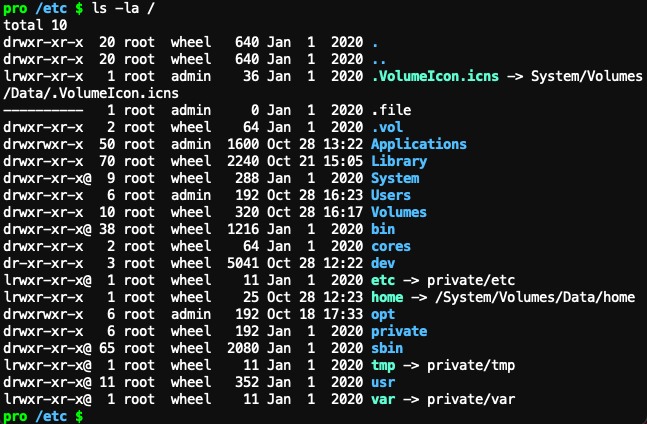 pro /etc $ ls -la /
total 10
drwxr-xr-x  20 root  wheel   640 Jan  1  2020 .
drwxr-xr-x  20 root  wheel   640 Jan  1  2020 ..
lrwxr-xr-x   1 root  admin    36 Jan  1  2020 .VolumeIcon.icns -> System/Volumes
/Data/.VolumeIcon.icns
----------   1 root  admin     0 Jan  1  2020 .file
drwxr-xr-x   2 root  wheel    64 Jan  1  2020 .vol
drwxrwxr-x  50 root  admin  1600 Oct 28 13:22 Applications
drwxr-xr-x  70 root  wheel  2240 Oct 21 15:05 Library
drwxr-xr-x@  9 root  wheel   288 Jan  1  2020 System
drwxr-xr-x   6 root  admin   192 Oct 28 16:23 Users
drwxr-xr-x  10 root  wheel   320 Oct 28 16:17 Volumes
drwxr-xr-x@ 38 root  wheel  1216 Jan  1  2020 bin
drwxr-xr-x   2 root  wheel    64 Jan  1  2020 cores
dr-xr-xr-x   3 root  wheel  5041 Oct 28 12:22 dev
lrwxr-xr-x@  1 root  wheel    11 Jan  1  2020 etc -> private/etc
lrwxr-xr-x   1 root  wheel    25 Oct 28 12:23 home -> /System/Volumes/Data/home
drwxrwxr-x   6 root  admin   192 Oct 18 17:33 opt
drwxr-xr-x   6 root  wheel   192 Jan  1  2020 private
drwxr-xr-x@ 65 root  wheel  2080 Jan  1  2020 sbin
lrwxr-xr-x@  1 root  wheel    11 Jan  1  2020 tmp -> private/tmp
drwxr-xr-x@ 11 root  wheel   352 Jan  1  2020 usr
lrwxr-xr-x@  1 root  wheel    11 Jan  1  2020 var -> private/var
pro /etc $